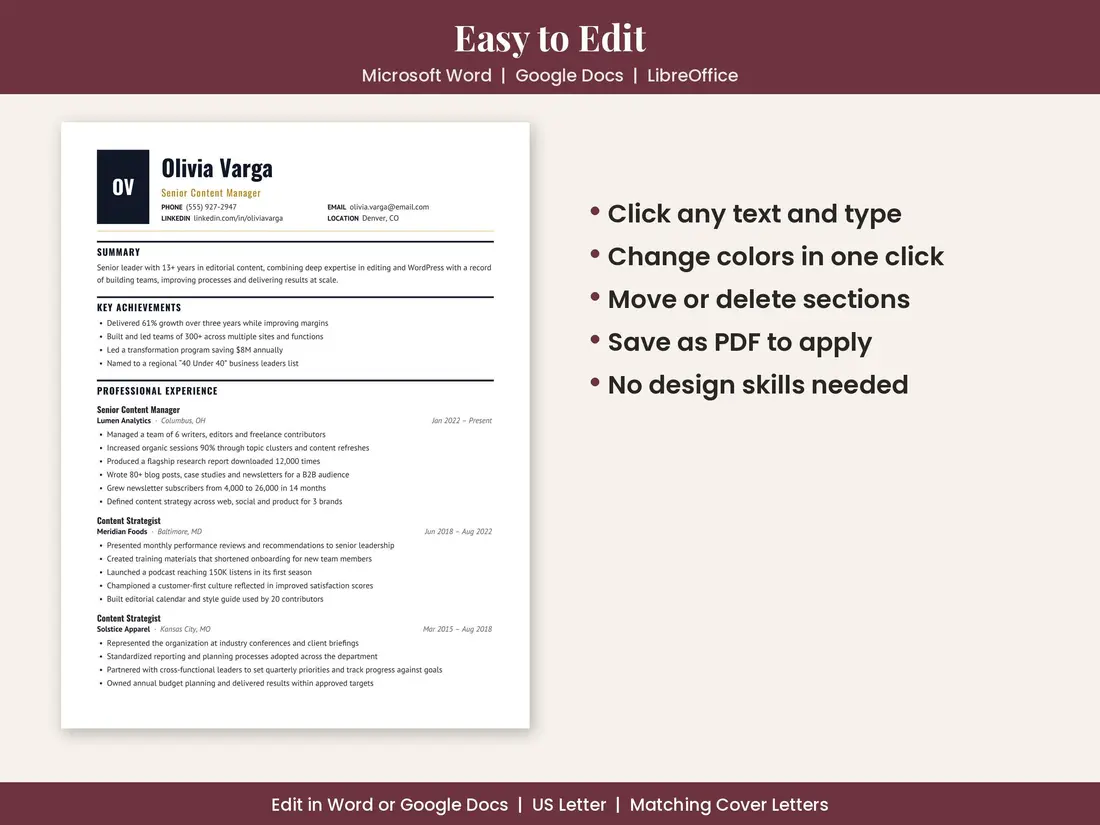 Easy to Edit
Microsoft Word | Google Docs | LibreOffice
OV
Olivia Varga
Senior Content Manager
PHONE (555) 927-2947 EMAIL olivia.varga@email.com
LINKEDIN linkedin.com/in/oliviavarga LOCATION Denver, CO
SUMMARY
Senior leader with 13+ years in editorial content, combining deep expertise in editing and WordPress with a record
of building teams, improving processes and delivering results at scale.
KEY ACHIEVEMENTS
• Delivered 61% growth over three years while improving margins
• Built and led teams of 300+ across multiple sites and functions
• Led a transformation program saving $8M annually
• Named to a regional "40 Under 40" business leaders list
PROFESSIONAL EXPERIENCE
Senior Content Manager
Lumen Analytics · Columbus, OH Jan 2022 – Present
• Managed a team of 6 writers, editors and freelance contributors
• Increased organic sessions 90% through topic clusters and content refreshes
• Produced a flagship research report downloaded 12,000 times
• Wrote 80+ blog posts, case studies and newsletters for a B2B audience
• Grew newsletter subscribers from 4,000 to 26,000 in 14 months
• Defined content strategy across web, social and product for 3 brands
Content Strategist
Meridian Foods · Baltimore, MD Jun 2018 – Aug 2022
• Presented monthly performance reviews and recommendations to senior leadership
• Created training materials that shortened onboarding for new team members
• Launched a podcast reaching 150K listens in its first season
• Championed a customer-first culture reflected in improved satisfaction scores
• Built editorial calendar and style guide used by 20 contributors
Content Strategist
Solstice Apparel · Kansas City, MO Mar 2015 – Aug 2018
• Represented the organization at industry conferences and client briefings
• Standardized reporting and planning processes adopted across the department
• Partnered with cross-functional leaders to set quarterly priorities and track progress against goals
• Owned annual budget planning and delivered results within approved targets
• Click any text and type
• Change colors in one click
• Move or delete sections
• Save as PDF to apply
• No design skills needed
Edit in Word or Google Docs | US Letter | Matching Cover Letters